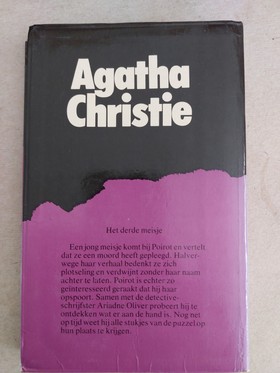 Agatha
Christie
Het derde meisje
Een jong meisje komt bij Poirot en vertelt
dat ze een moord heeft gepleegd. Halver-
wege haar verhaal bedenkt ze zich
plotseling en verdwijnt zonder haar naam
achter te laten. Poirot is echter zo
geïnteresseerd geraakt dat hij haar
opspoort. Samen met de detective-
schrijfster Ariadne Oliver probeert hij te
ontdekken wat er aan de hand is. Nog net
op tijd weet hij alle stukjes van de puzzel op
hun plaats te krijgen.